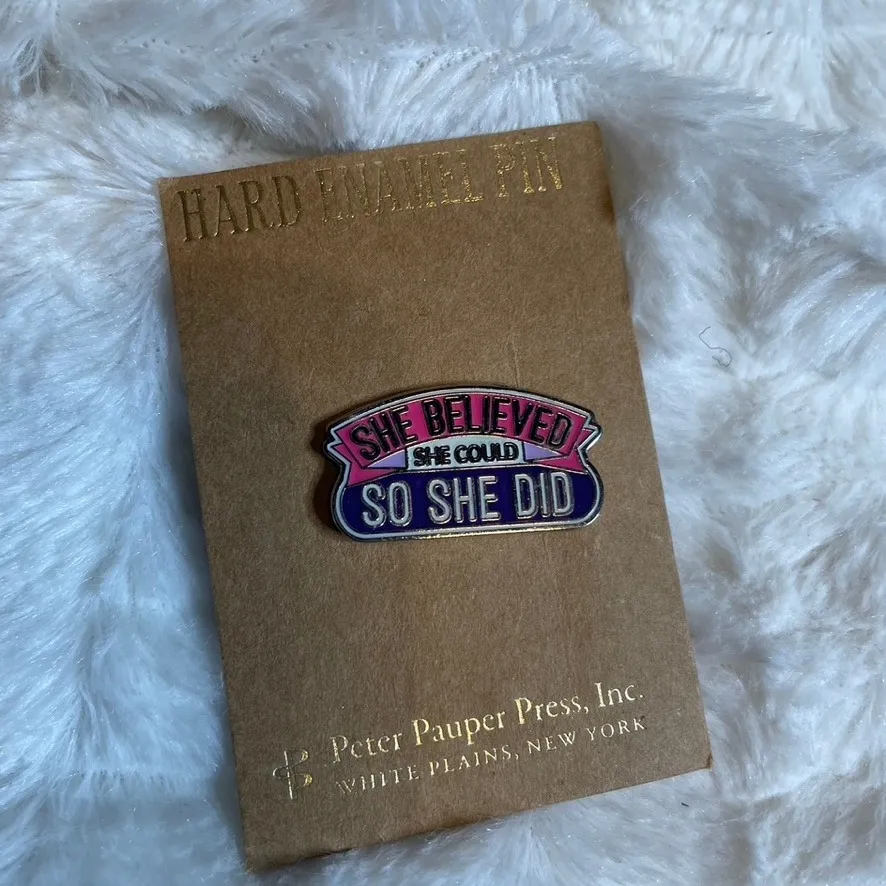 HARD ENAMEL PIN
SHE BELIEVED
SHE COULD
SO SHE DID
Peter Pauper Press, Inc.
WHITE PLAINS, NEW YORK